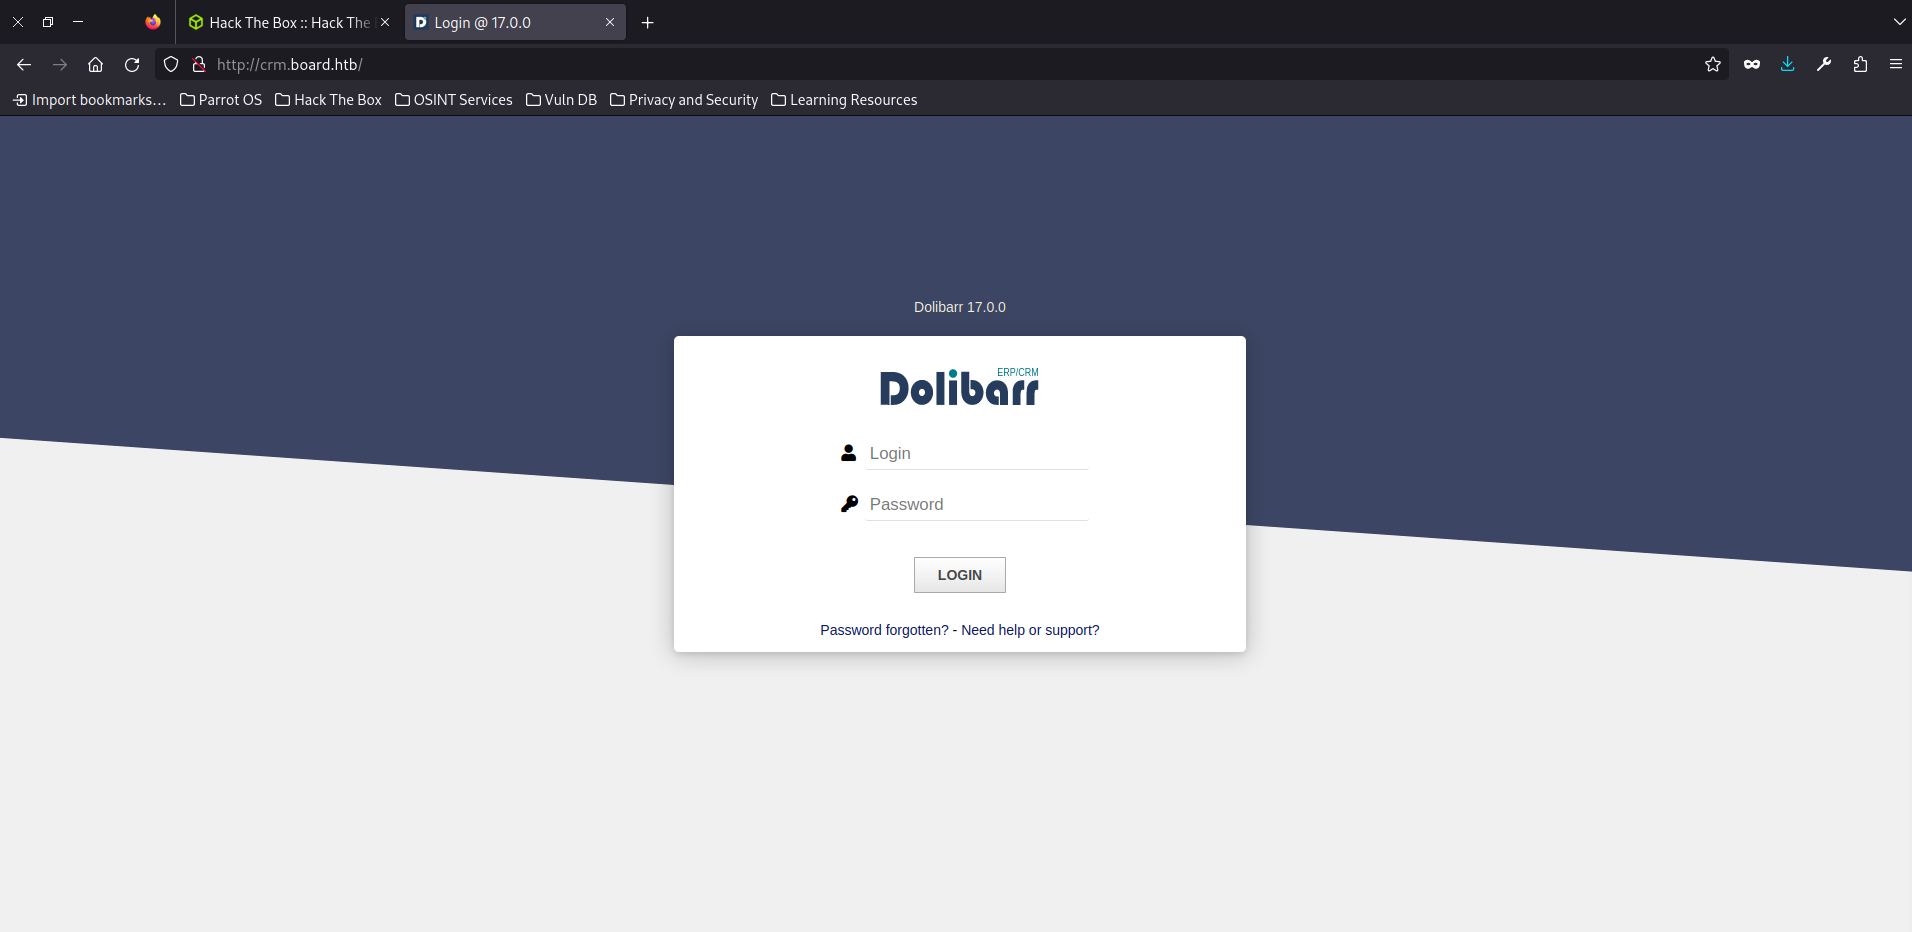 Hack The Box :: Hack The
Login @ 17.0.0
http://crm.board.htb/
Import bookmarks... Parrot OS Hack The Box OSINT Services Vuln DB Privacy and Security Learning Resources
Dolibarr 17.0.0
Dolibarr ERP/CRM
Login
Password
LOGIN
Password forgotten? - Need help or support?